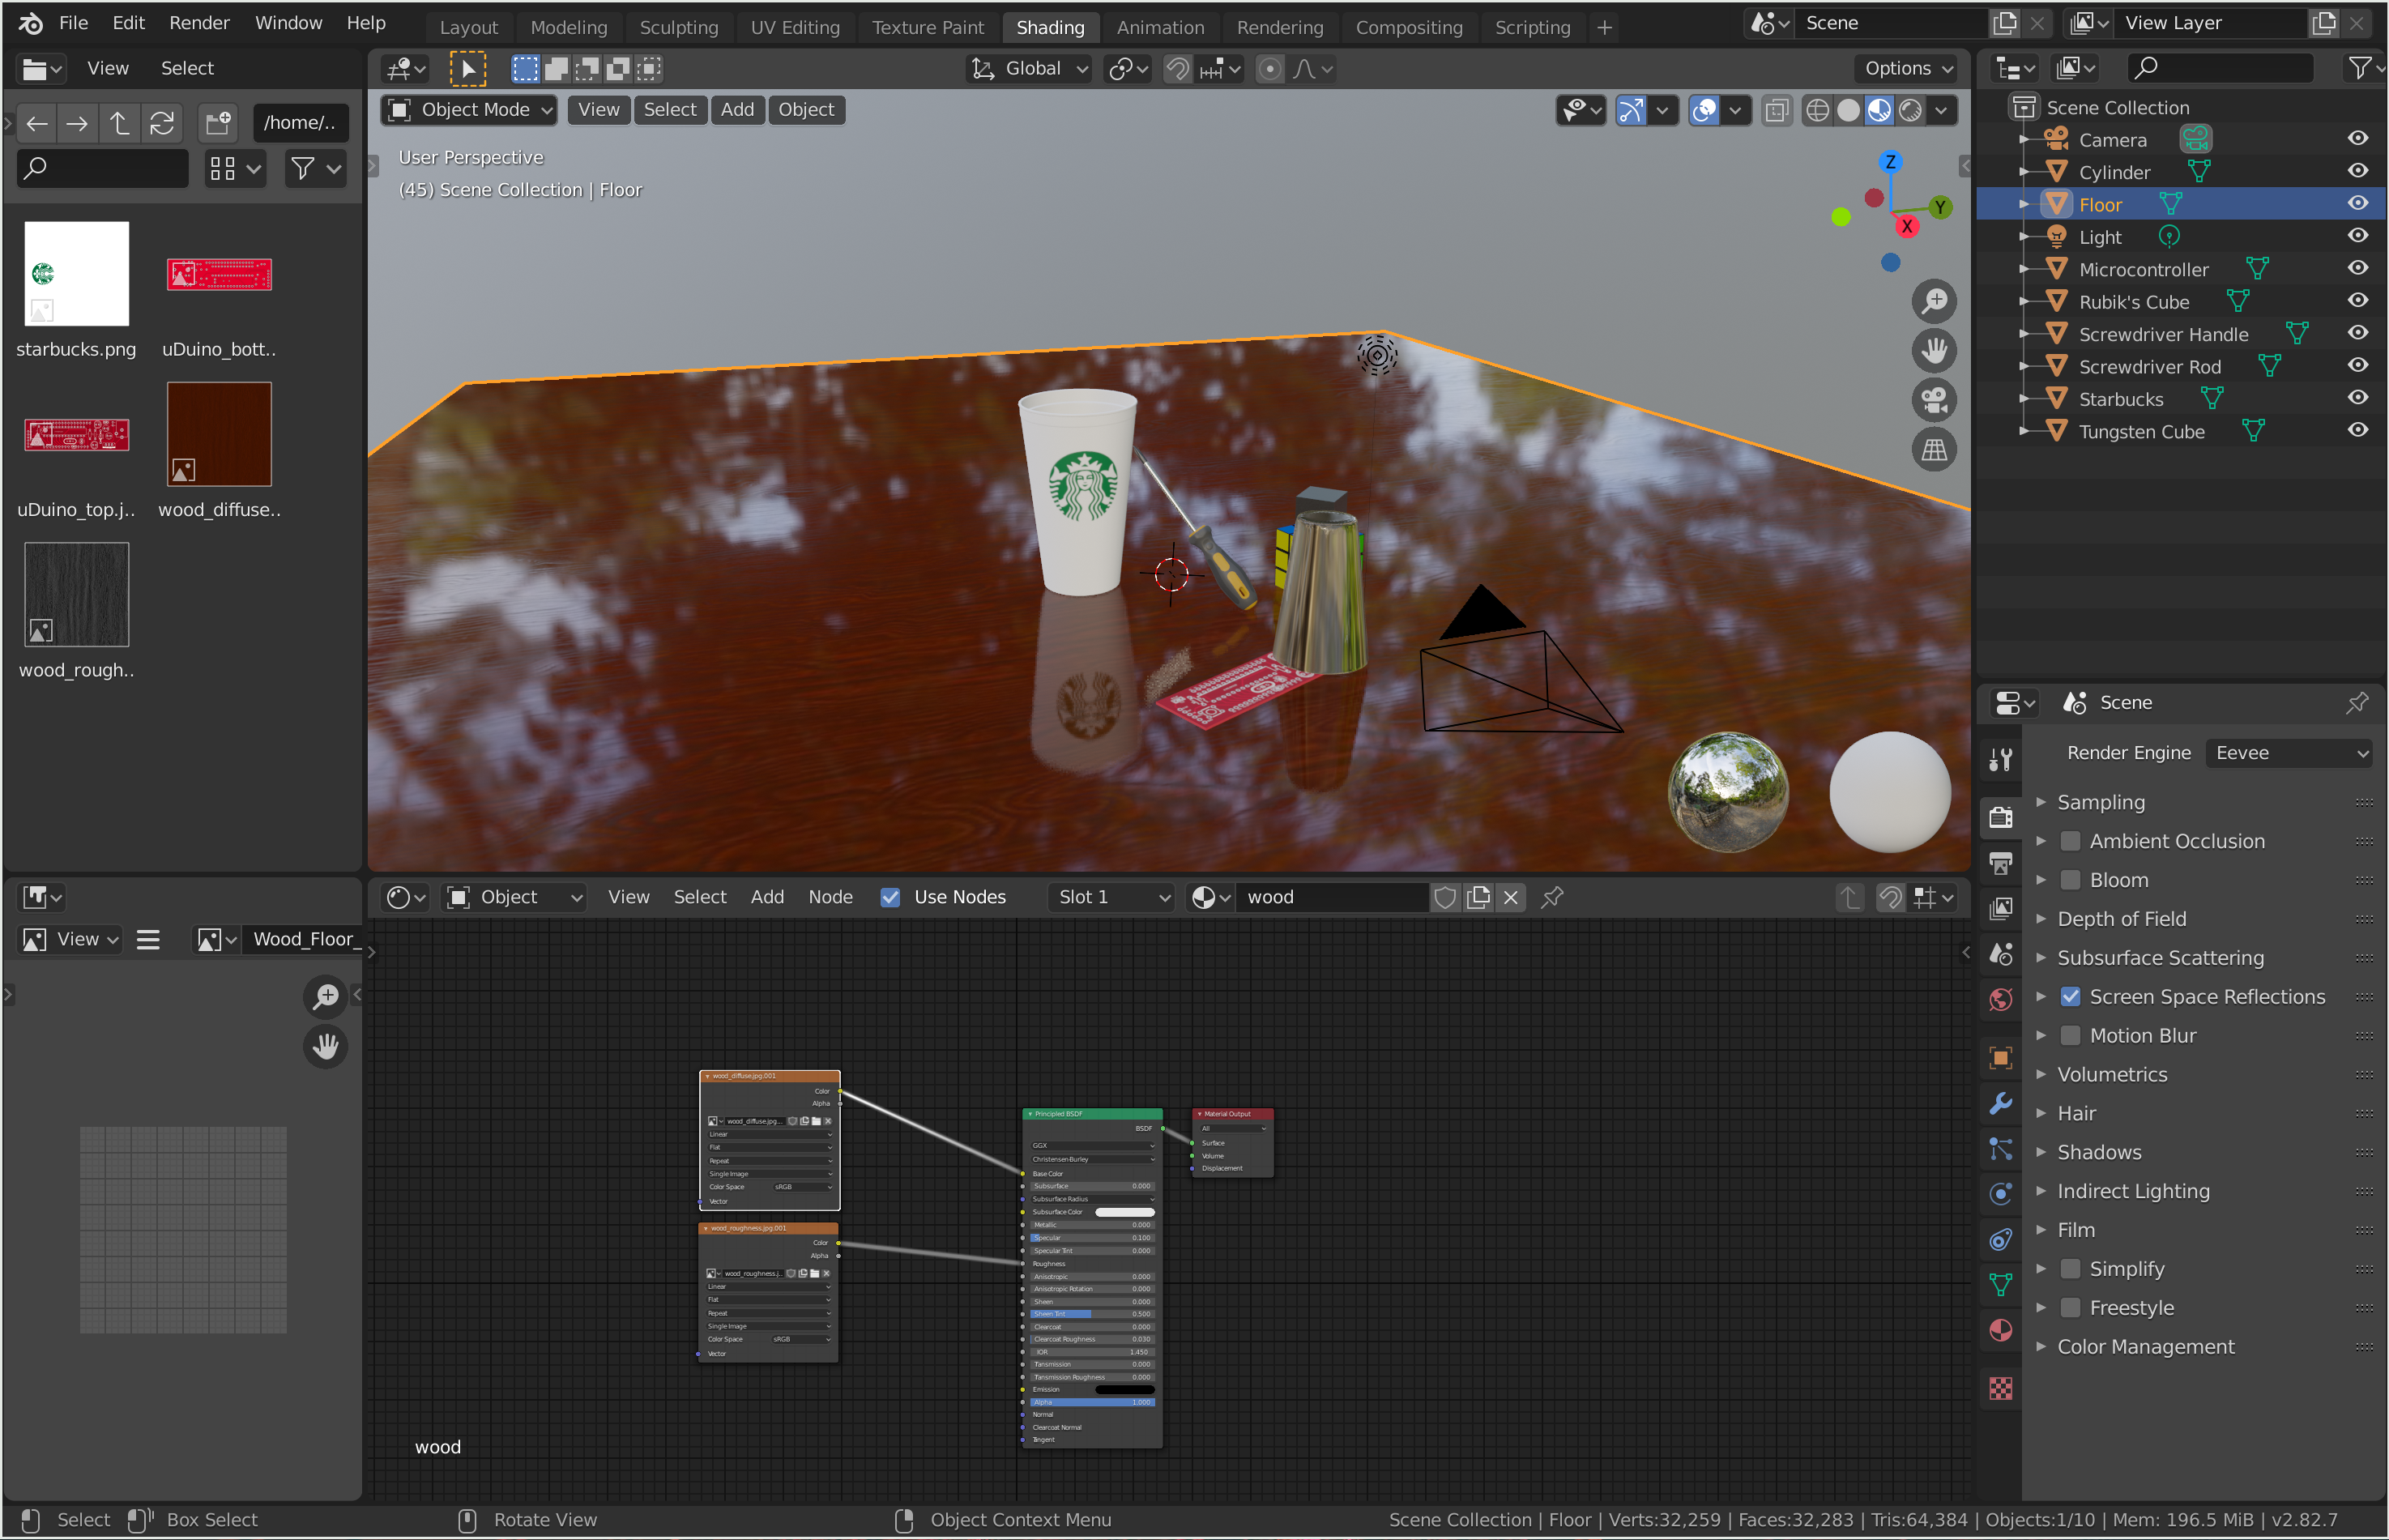 File Edit Render Window Help Layout Modeling Sculpting UV Editing Texture Paint Shading Animation Rendering Compositing Scripting + Scene View Layer
View Select
Global
Options
/home/..
Object Mode View Select Add Object
User Perspective
(45) Scene Collection | Floor
Z
Y
X
starbucks.png uDuino_bott..
uDuino_top.j.. wood_diffuse..
wood_rough..
Scene Collection
Camera
Cylinder
Floor
Light
Microcontroller
Rubik's Cube
Screwdriver Handle
Screwdriver Rod
Starbucks
Tungsten Cube
Scene
Render Engine Eevee
Sampling
Ambient Occlusion
Bloom
Depth of Field
Subsurface Scattering
Screen Space Reflections
Motion Blur
Volumetrics
Hair
Shadows
Indirect Lighting
Film
Simplify
Freestyle
Color Management
View Wood_Floor_
Object View Select Add Node Use Nodes Slot 1 wood
wood_diffuse.jpg.001
Color
Alpha
wood_diffuse.jpg...
Linear
Flat
Repeat
Single Image
Color Space sRGB
Vector
wood_roughness.jpg.001
Color
Alpha
wood_roughness.j...
Linear
Flat
Repeat
Single Image
Color Space sRGB
Vector
Principled BSDF
BSDF
GGX
Christensen-Burley
Base Color
Subsurface 0.000
Subsurface Radius
Subsurface Color
Metallic 0.000
Specular 0.100
Specular Tint 0.000
Roughness
Anisotropic 0.000
Anisotropic Rotation 0.000
Sheen 0.000
Sheen Tint 0.500
Clearcoat 0.000
Clearcoat Roughness 0.030
IOR 1.450
Transmission 0.000
Transmission Roughness 0.000
Emission
Alpha 1.000
Normal
Clearcoat Normal
Tangent
Material Output
All
Surface
Volume
Displacement
wood
Select Box Select Rotate View Object Context Menu Scene Collection | Floor | Verts:32,259 | Faces:32,283 | Tris:64,384 | Objects:1/10 | Mem: 196.5 MiB | v2.82.7